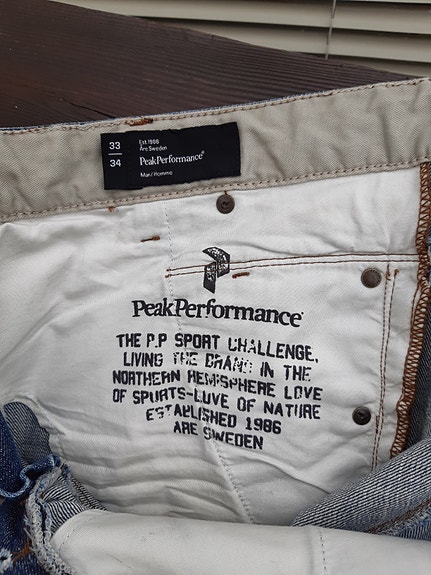 33
34
Est.1986
Åre Sweden
PeakPerformance®
Man/Homme
PeakPerformance®
THE P.P SPORT CHALLENGE.
LIVING THE BRAND IN THE
NORTHERN HEMISPHERE LOVE
OF SPORTS-LOVE OF NATURE
ESTABLISHED 1986
ARE SWEDEN